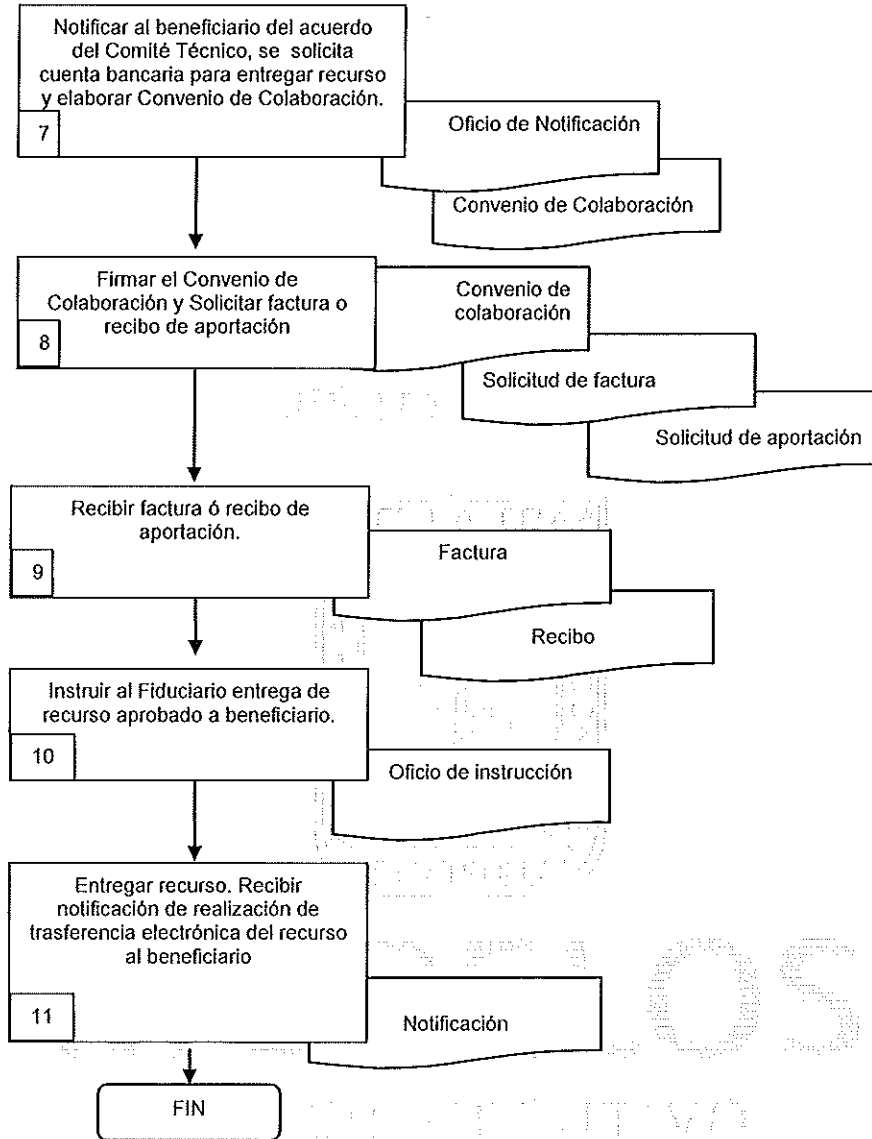 Notificar al beneficiario del acuerdo
del Comité Técnico, se solicita
cuenta bancaria para entregar recurso
y elaborar Convenio de Colaboración.
7
Oficio de Notificación
Convenio de Colaboración
Firmar el Convenio de
Colaboración y Solicitar factura o
recibo de aportación
8
Convenio de
colaboración
Solicitud de factura
Solicitud de aportación
Recibir factura ó recibo de
aportación.
9
Factura
Recibo
Instruir al Fiduciario entrega de
recurso aprobado a beneficiario.
10
Oficio de instrucción
Entregar recurso. Recibir
notificación de realización de
trasferencia electrónica del recurso
al beneficiario
11
Notificación
FIN